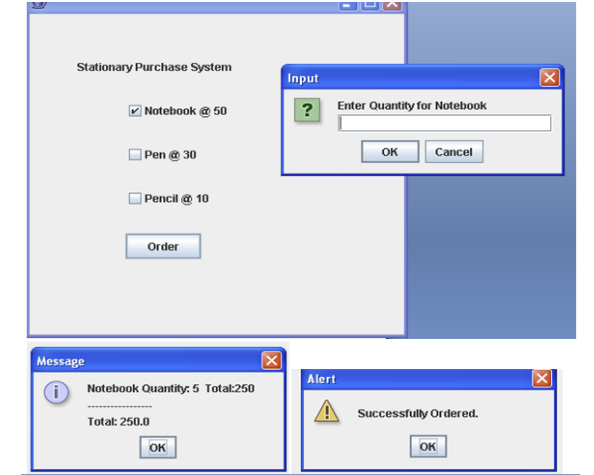 Stationary Purchase System
Notebook @ 50
Pen @ 30
Pencil @ 10
Order
Input
?
Enter Quantity for Notebook
OK Cancel
Message
i
Notebook Quantity: 5 Total:250
-----------------
Total: 250.0
OK
Alert
!
Successfully Ordered.
OK